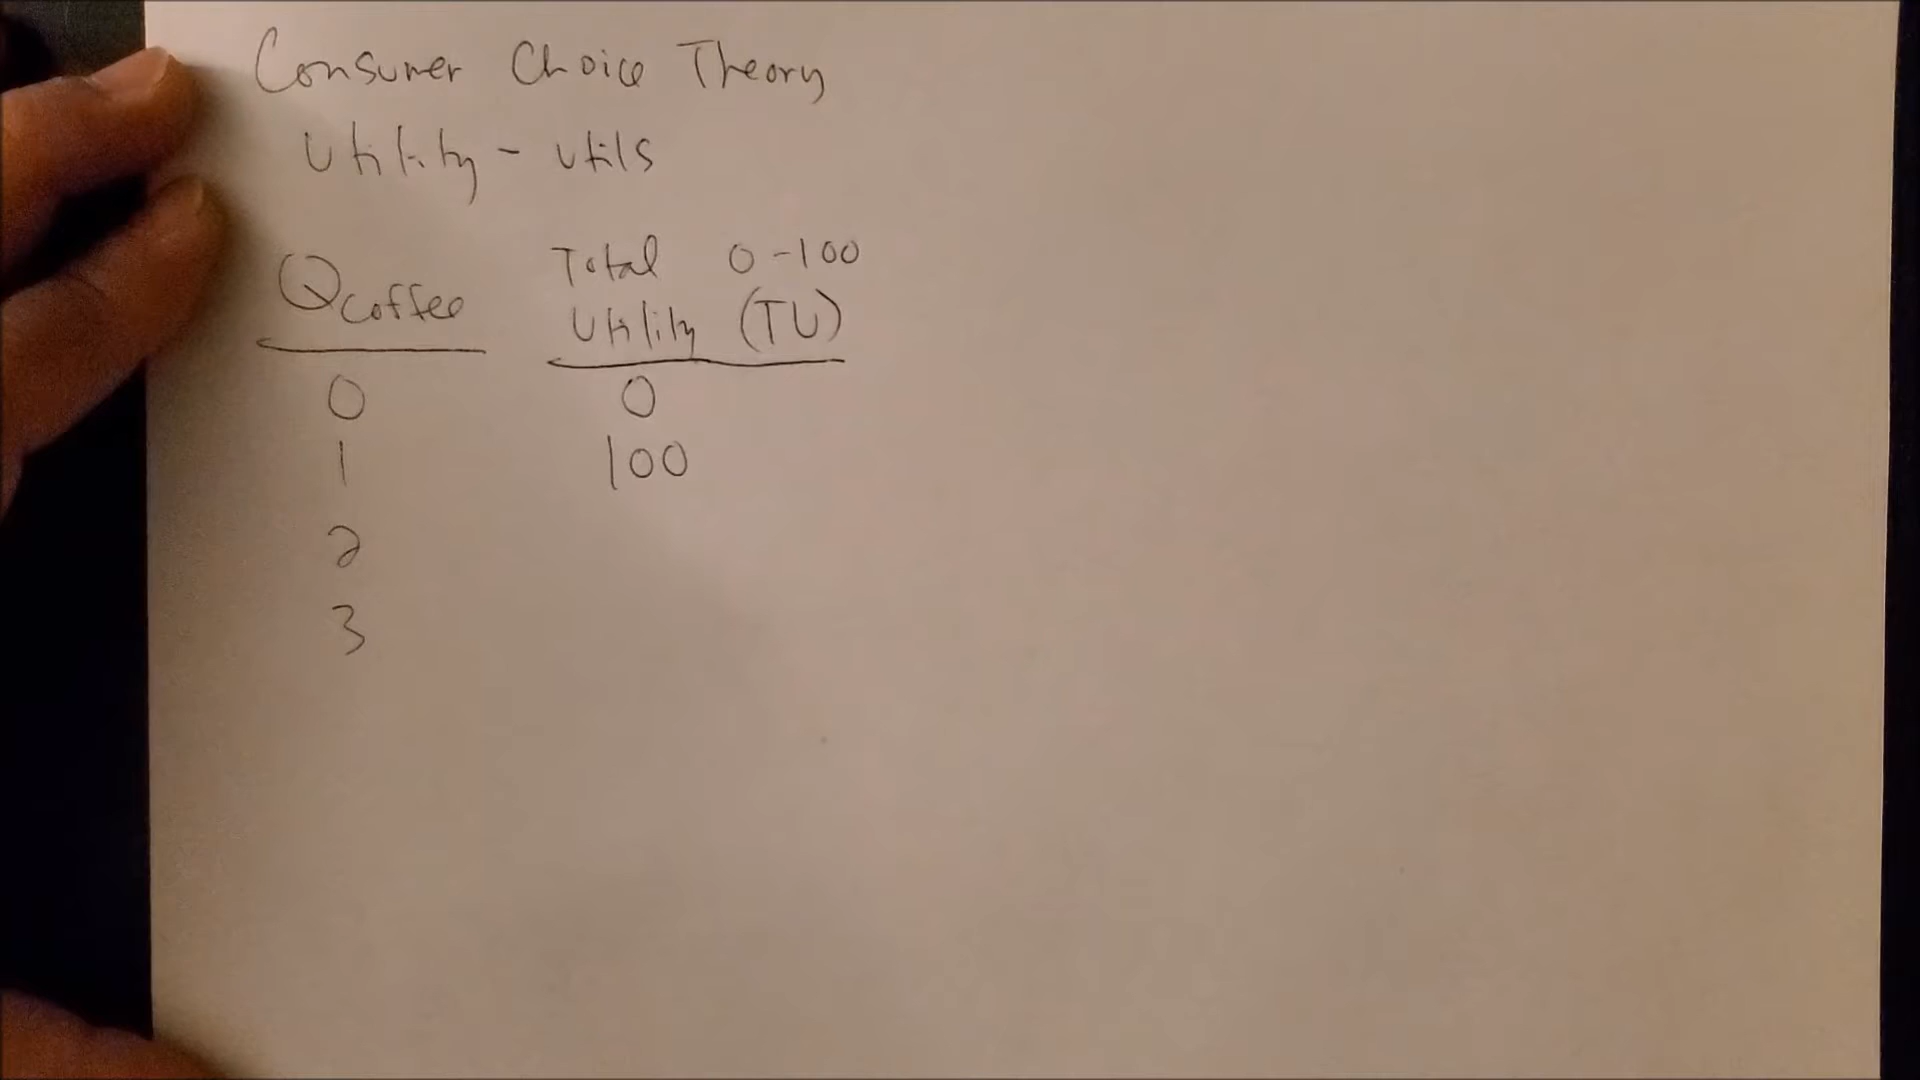 Consumer Choice Theory
Utility - utils
Qcoffee Total 0-100
Utility (TU)
0 0
1 100
2
3